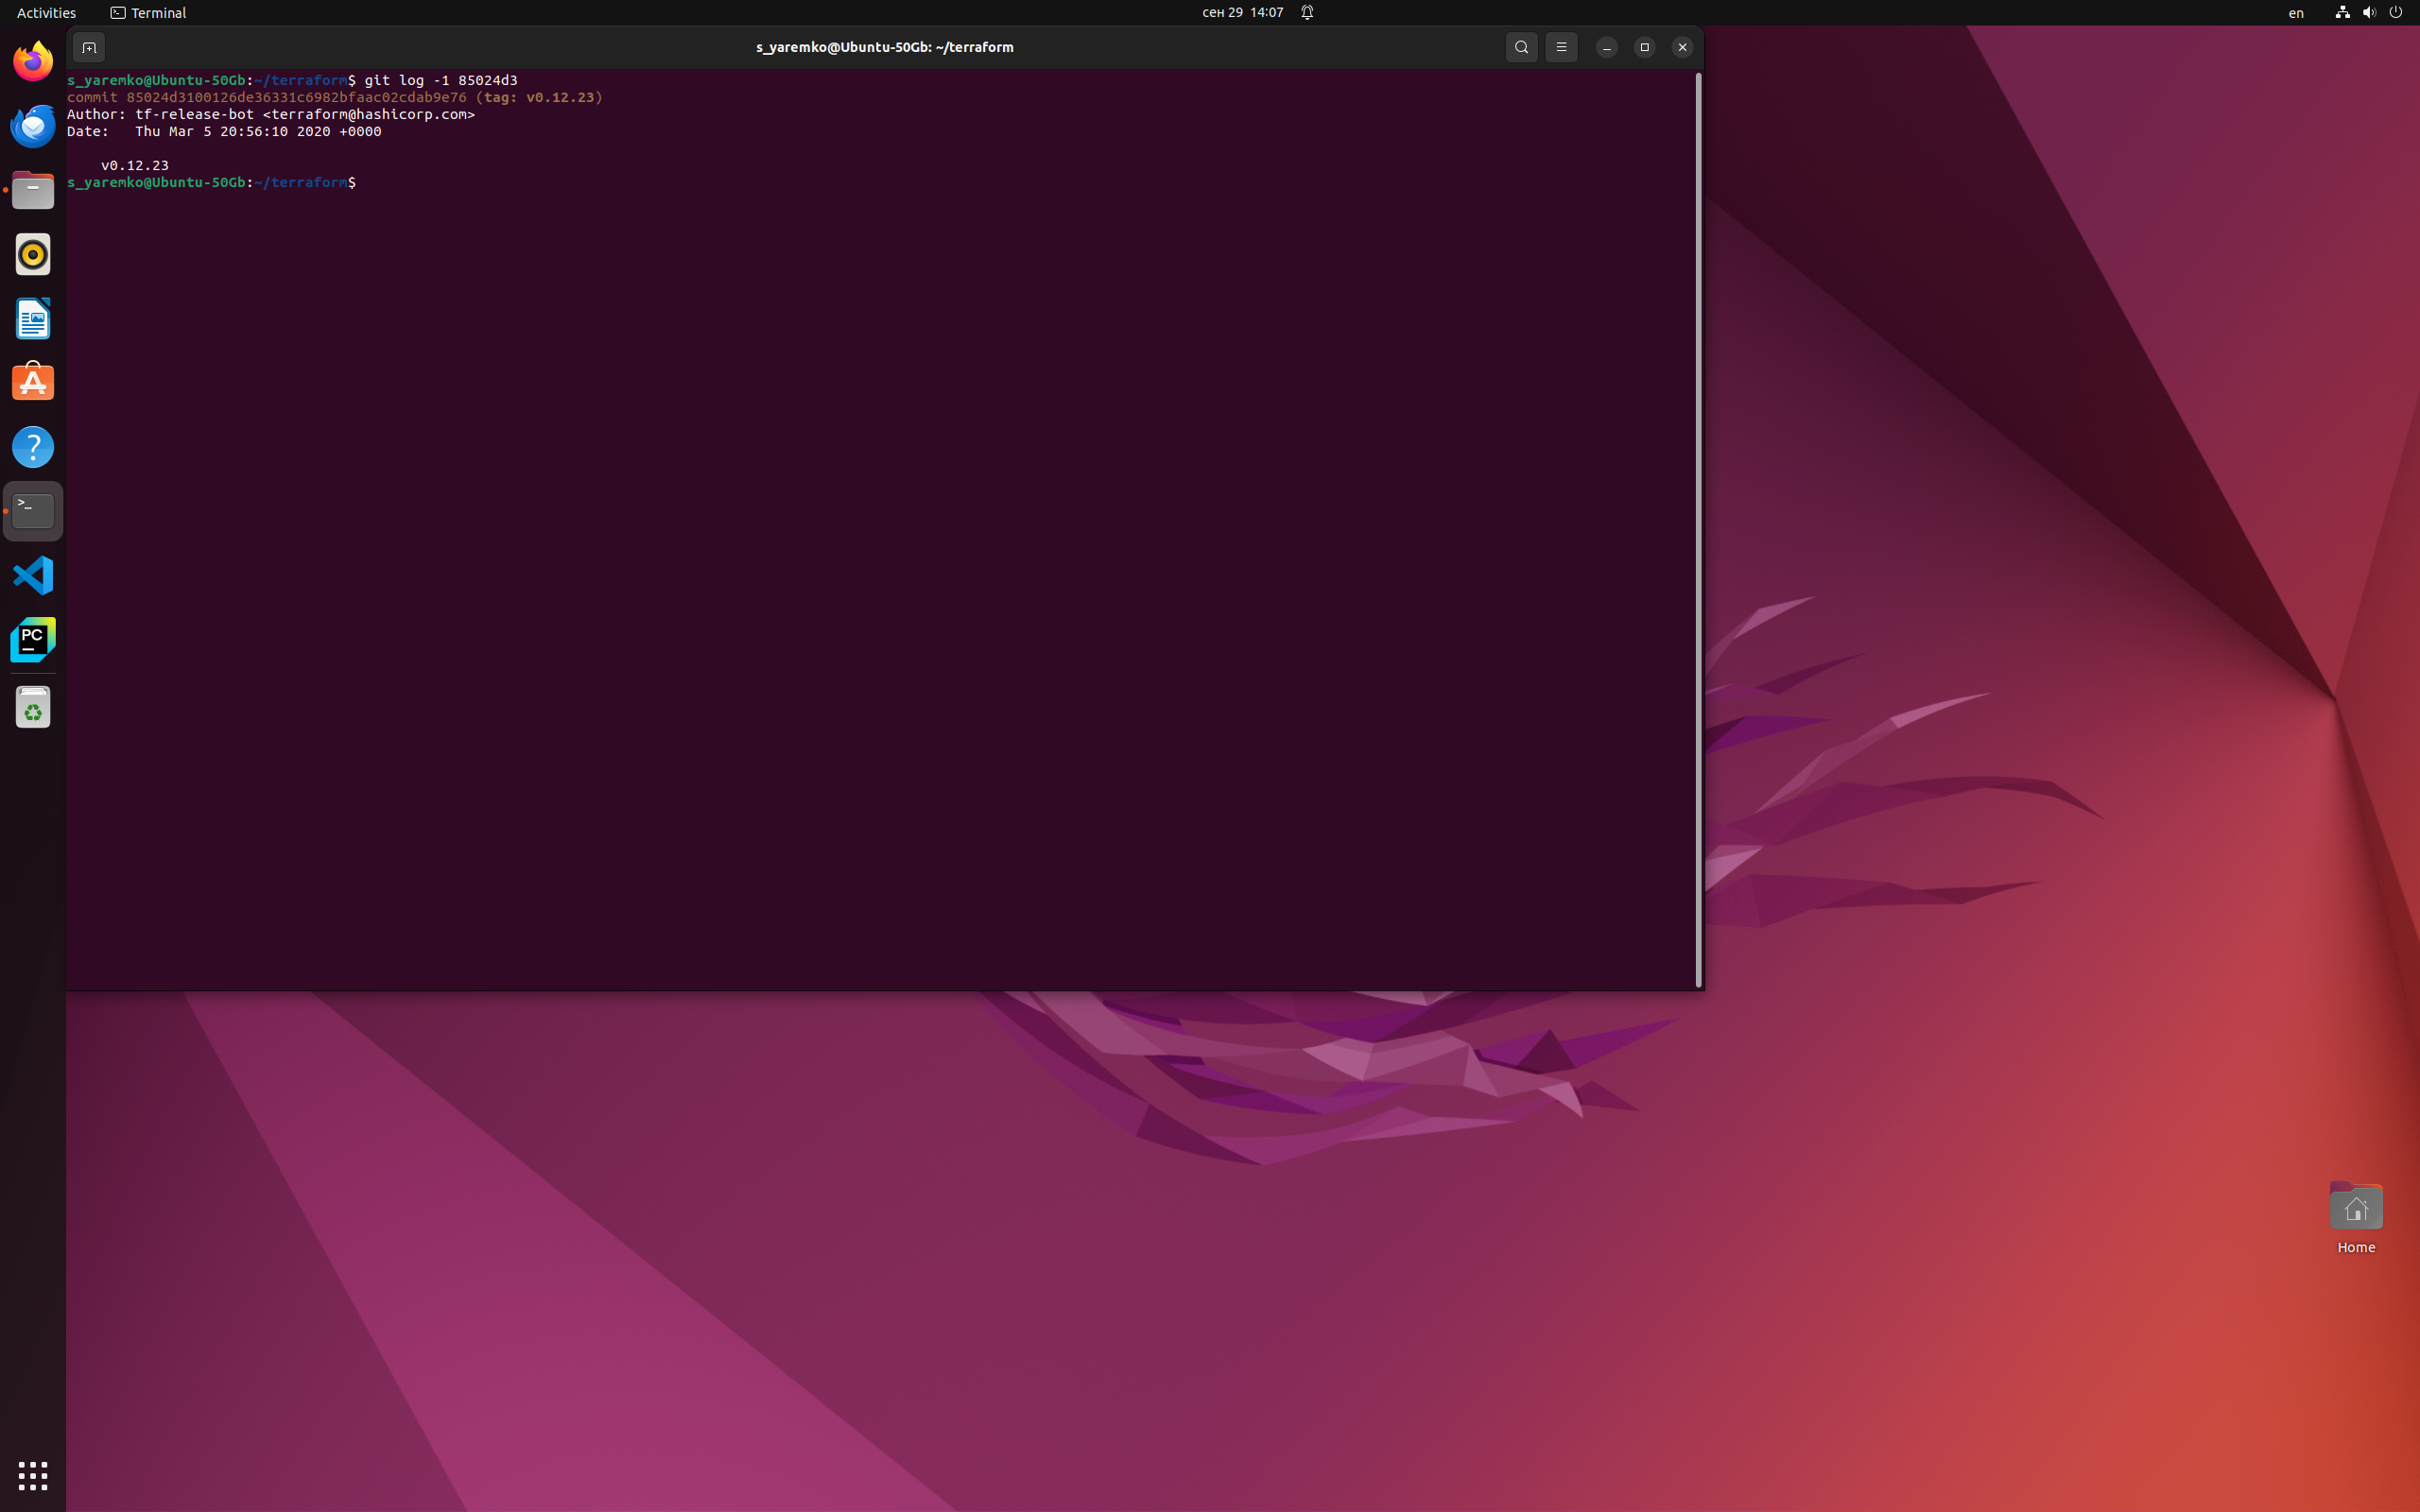 Activities
Terminal
сен 29 14:07
en
s_yaremko@Ubuntu-50Gb: ~/terraform
s_yaremko@Ubuntu-50Gb:~/terraform$ git log -1 85024d3
commit 85024d3100126de36331c6982bfaac02cdab9e76 (tag: v0.12.23)
Author: tf-release-bot <terraform@hashicorp.com>
Date:   Thu Mar 5 20:56:10 2020 +0000
    v0.12.23
s_yaremko@Ubuntu-50Gb:~/terraform$
PC
Home